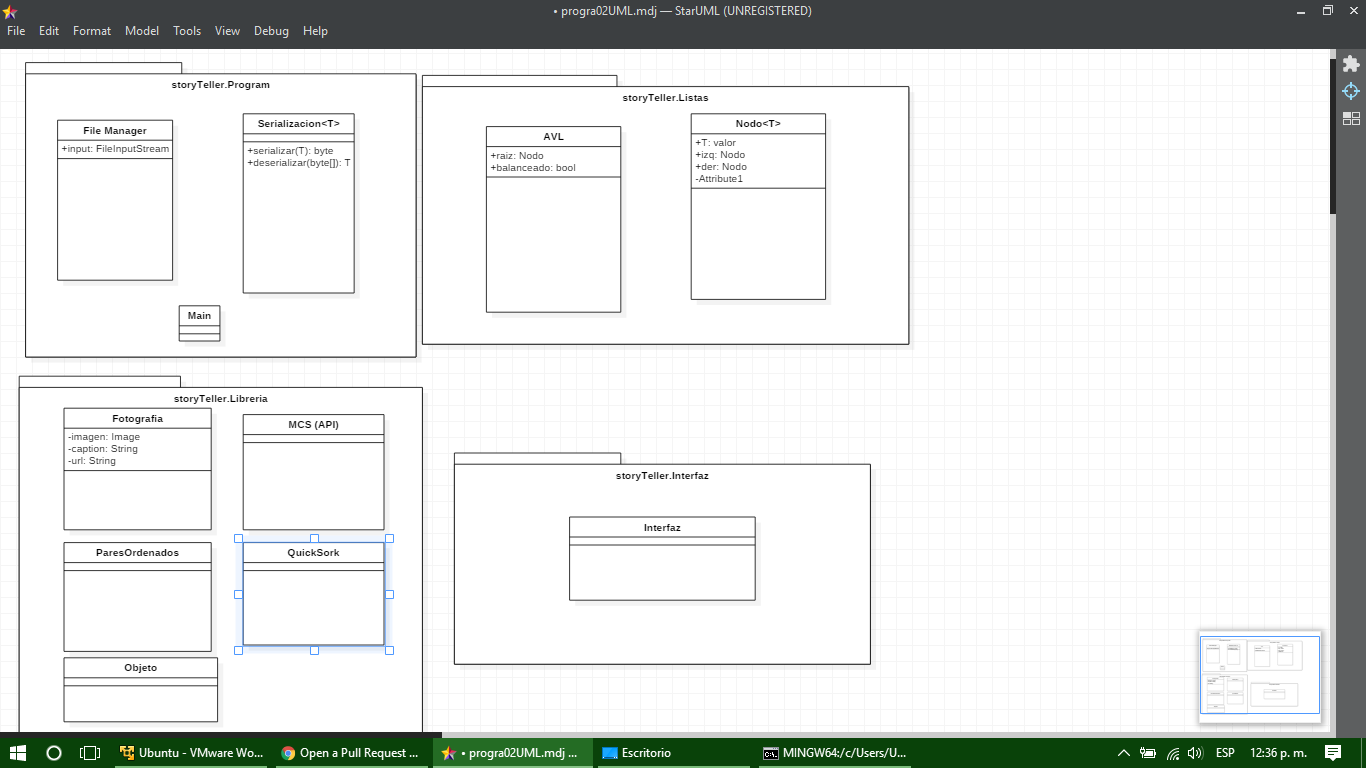 • progra02UML.mdj — StarUML (UNREGISTERED)
File Edit Format Model Tools View Debug Help
storyTeller.Program
File Manager
+input: FileInputStream
Serializacion<T>
+serializar(T): byte
+deserializar(byte[]): T
Main
storyTeller.Listas
AVL
+raiz: Nodo
+balanceado: bool
Nodo<T>
+T: valor
+izq: Nodo
+der: Nodo
-Attribute1
storyTeller.Libreria
Fotografia
-imagen: Image
-caption: String
-url: String
MCS (API)
ParesOrdenados
QuickSork
Objeto
storyTeller.Interfaz
Interfaz
Ubuntu - VMware Wo...
Open a Pull Request ...
• progra02UML.mdj ...
Escritorio
MINGW64:/c/Users/U...
ESP
12:36 p. m.